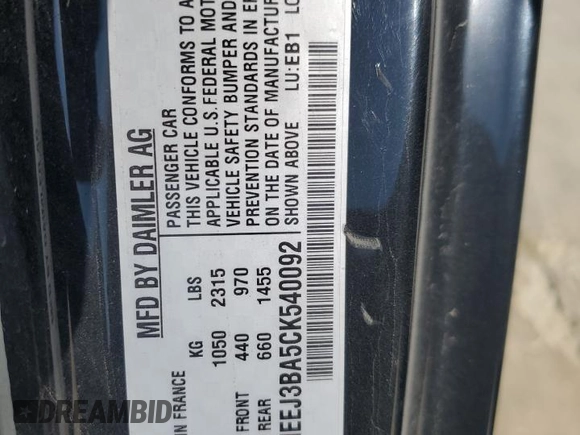 MFD BY DAIMLER AG
PASSENGER CAR
THIS VEHICLE CONFORMS TO A
APPLICABLE U.S. FEDERAL MOT
VEHICLE SAFETY BUMPER AND
PREVENTION STANDARDS IN E
ON THE DATE OF MANUFACTUR
SHOWN ABOVE LU: EB1 LO
N FRANCE KG LBS
1050 2315
FRONT 440 970
REAR 660 1455
EEJ3BA5CK540092
DREAMBID